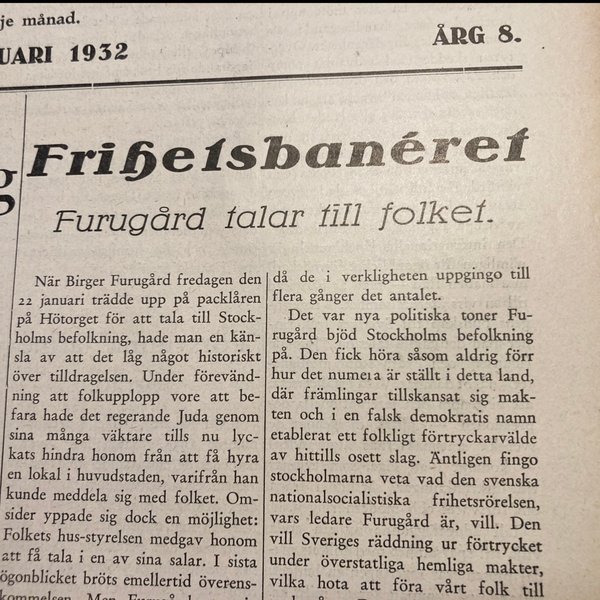 je månad.
UARI 1932
ÅRG 8.
g
Frihetsbanéret
Furugård talar till folket.
När Birger Furugård fredagen den
22 januari trädde upp på packlåren
på Hötorget för att tala till Stock-
holms befolkning, hade man en kän-
sla av att det låg något historiskt
över tilldragelsen. Under förevänd-
ning att folkupplopp vore att be-
fara hade det regerande Juda genom
sina många väktare tills nu lyc-
kats hindra honom från att få hyra
en lokal i huvudstaden, varifrån han
kunde meddela sig med folket. Om-
sider yppade sig dock en möjlighet:
Folkets hus-styrelsen medgav honom
att få tala i en av sina salar. I sista
ögonblicket bröts emellertid överens-
kommelsen. Men
då de i verkligheten uppgingo till
flera gånger det antalet.
Det var nya politiska toner Fu-
rugård bjöd Stockholms befolkning
på. Den fick höra såsom aldrig förr
hur det numera är ställt i detta land,
där främlingar tillskansat sig mak-
ten och i en falsk demokratis namn
etablerat ett folkligt förtryckarvälde
av hittills osett slag. Äntligen fingo
stockholmarna veta vad den svenska
nationalsocialistiska frihetsrörelsen,
vars ledare Furugård är, vill. Den
vill Sveriges räddning ur förtrycket
under överstatliga hemliga makter,
vilka hota att föra vårt folk till